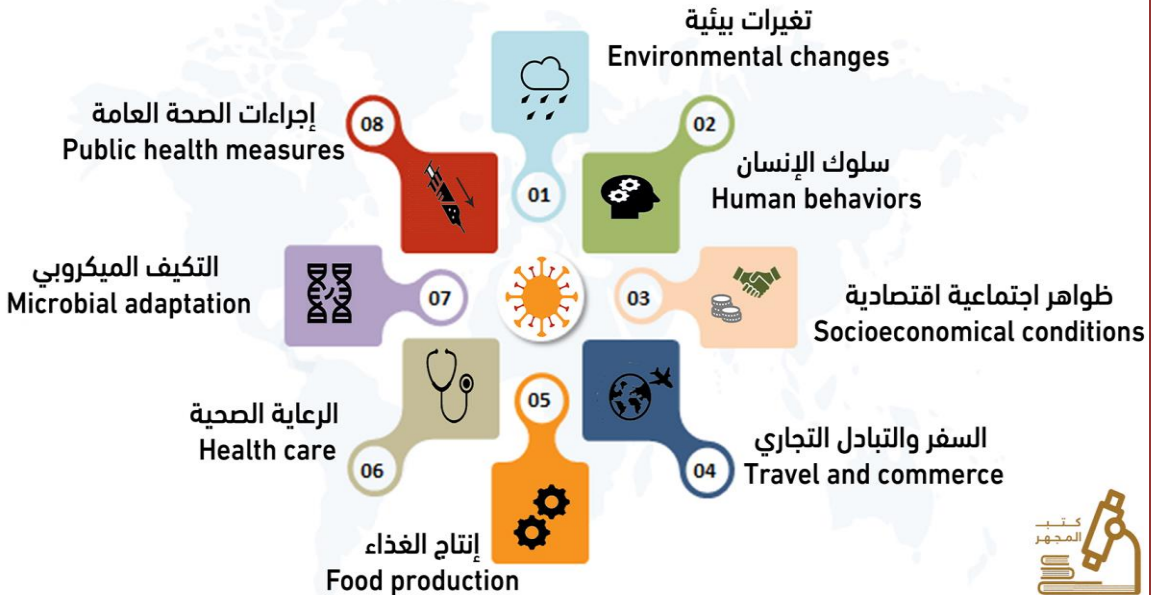 تغيرات بيئية
Environmental changes
01
02
سلوك الإنسان
Human behaviors
03
ظواهر اجتماعية اقتصادية
Socioeconomical conditions
04
السفر والتبادل التجاري
Travel and commerce
05
إنتاج الغذاء
Food production
06
الرعاية الصحية
Health care
07
التكيف الميكروبي
Microbial adaptation
08
إجراءات الصحة العامة
Public health measures
كتب
المجهر